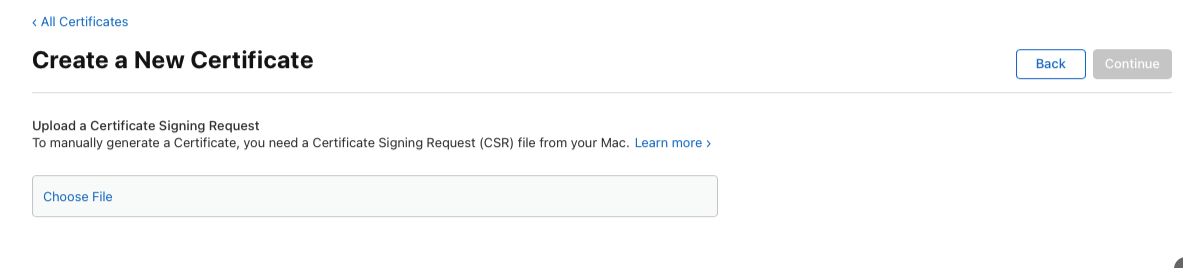 ‹ All Certificates
Create a New Certificate
Back
Continue
Upload a Certificate Signing Request
To manually generate a Certificate, you need a Certificate Signing Request (CSR) file from your Mac. Learn more ›
Choose File